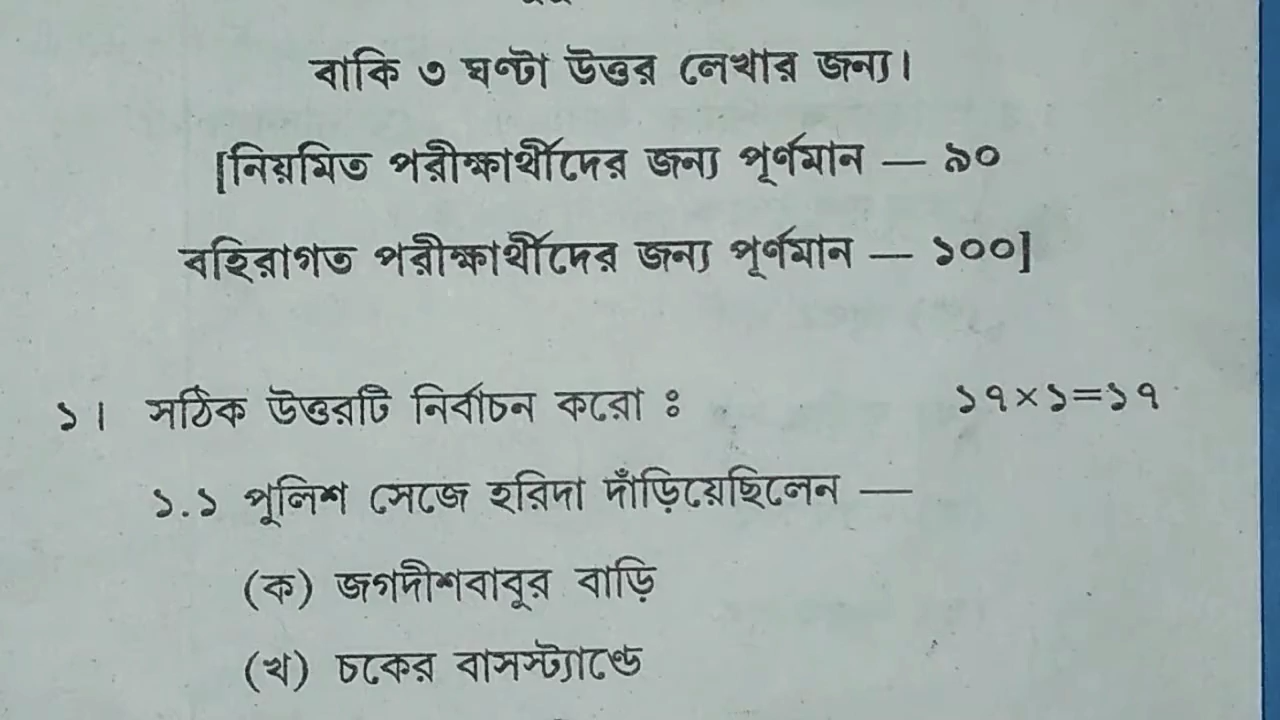 বাকি ৩ ঘণ্টা উত্তর লেখার জন্য।
[নিয়মিত পরীক্ষার্থীদের জন্য পূর্ণমান — ৯০
বহিরাগত পরীক্ষার্থীদের জন্য পূর্ণমান — ১০০]
১। সঠিক উত্তরটি নির্বাচন করো ঃ ১৭×১=১৭
১.১ পুলিশ সেজে হরিদা দাঁড়িয়েছিলেন —
(ক) জগদীশবাবুর বাড়ি
(খ) চকের বাসস্ট্যাণ্ডে